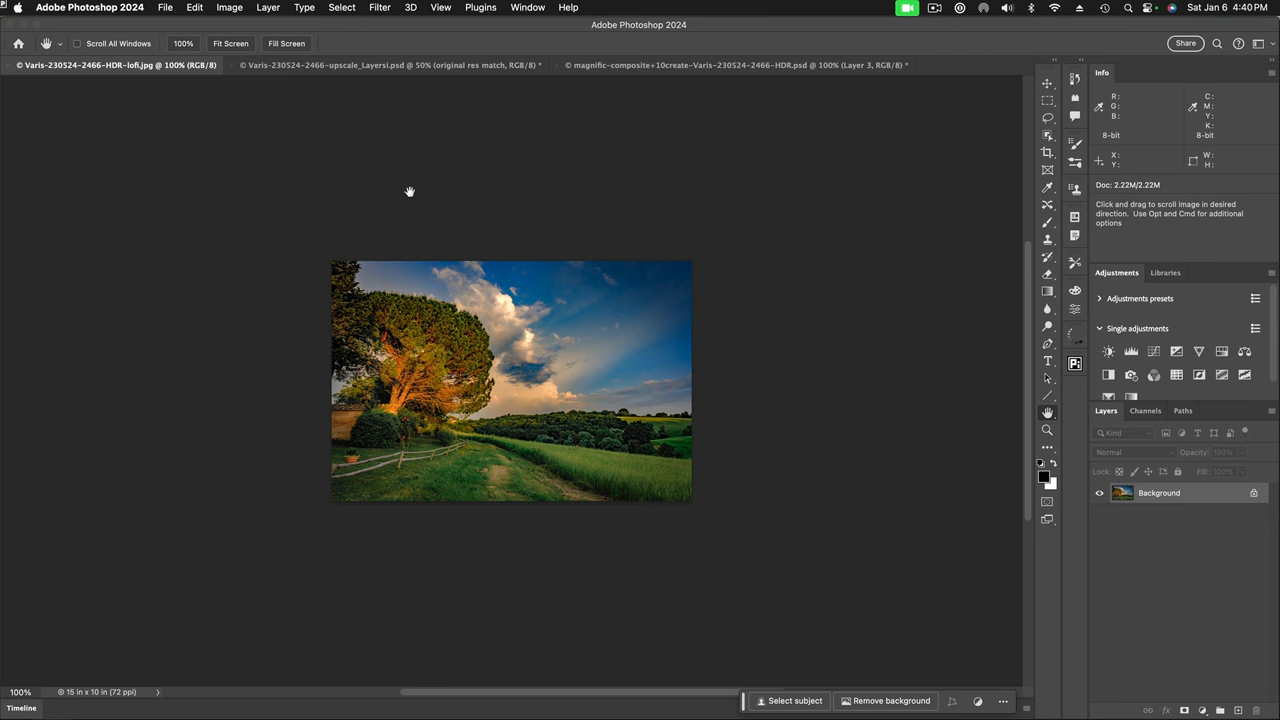 Adobe Photoshop 2024 File Edit Image Layer Type Select Filter 3D View Plugins Window Help Sat Jan 6 4:40 PM
Adobe Photoshop 2024
Scroll All Windows 100% Fit Screen Fill Screen Share
© Varis-230524-2466-HDR-lofi.jpg @ 100% (RGB/8) © Varis-230524-2466-upscale_Layersi.psd @ 50% (original res match, RGB/8) * © magnific-composite+10create-Varis-230524-2466-HDR.psd @ 100% (Layer 3, RGB/8) *
Info
R: C:
G: M:
B: Y:
K:
8-bit 8-bit
X: W:
Y: H:
Doc: 2.22M/2.22M
Click and drag to scroll image in desired
direction. Use Opt and Cmd for additional
options
Adjustments Libraries
Adjustments presets
Single adjustments
Layers Channels Paths
Kind
Normal Opacity: 100%
Lock: Fill: 100%
Background
100% 15 in x 10 in (72 ppi)
Select subject Remove background
Timeline